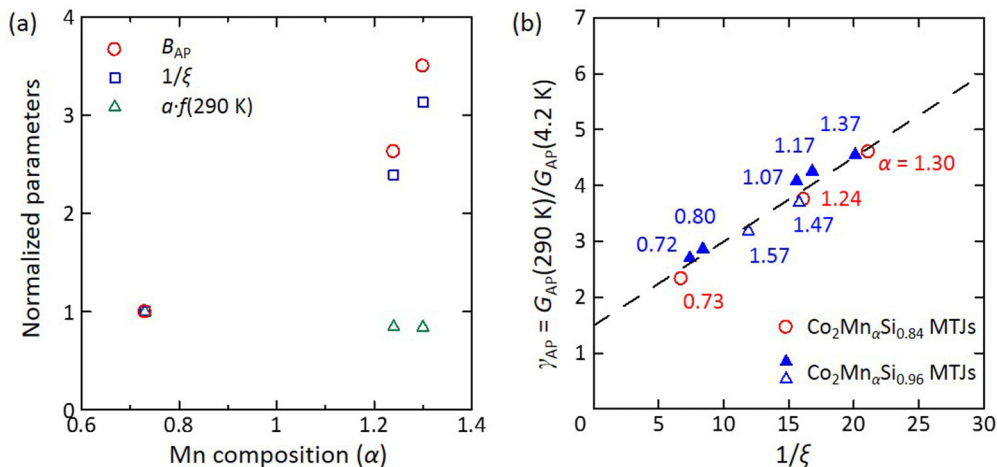 (a)
Normalized parameters
4
3
2
1
0
0.6
0.8
1
1.2
1.4
Mn composition (α)
B_AP
1/ξ
a·f(290 K)
(b)
γ_AP = G_AP(290 K)/G_AP(4.2 K)
7
6
5
4
3
2
1
0
5
10
15
20
25
30
1/ξ
1.37
1.17
1.07
α = 1.30
1.24
0.80
1.47
0.72
1.57
0.73
Co₂Mn_αSi₀.₈₄ MTJs
Co₂Mn_αSi₀.₉₆ MTJs